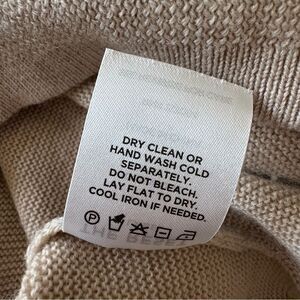 DRY CLEAN OR
HAND WASH COLD
SEPARATELY.
DO NOT BLEACH.
LAY FLAT TO DRY.
COOL IRON IF NEEDED.
P